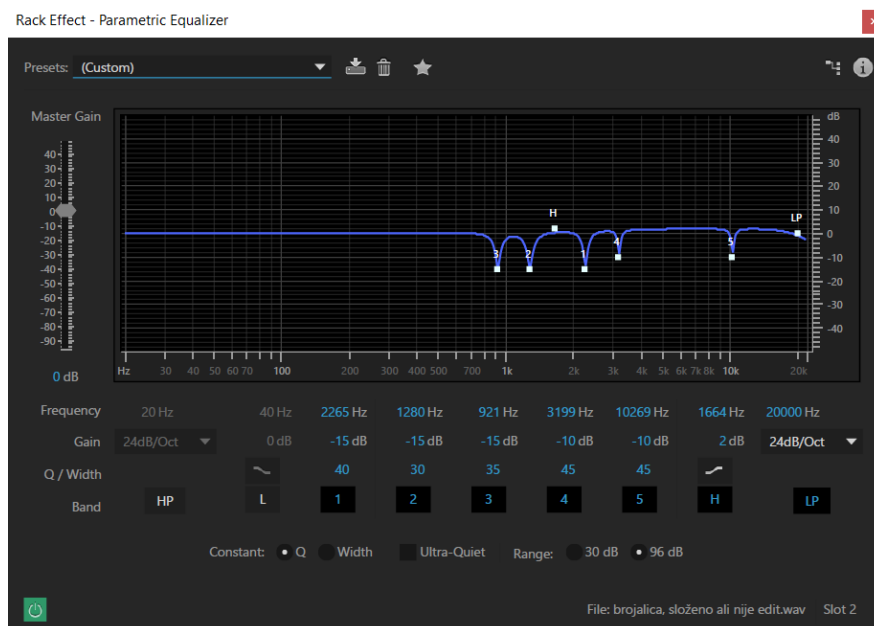 Rack Effect - Parametric Equalizer
Presets: (Custom)
Master Gain
dB
40
30
20
10
0
-10
-20
-30
-40
-50
-60
-70
-80
-90
0 dB
H
LP
3
2
1
4
5
40
30
20
10
0
-10
-20
-30
-40
Hz 30 40 50 60 70 100 200 300 400 500 700 1k 2k 3k 4k 5k 6k 7k 8k 10k 20k
Frequency 20 Hz 40 Hz 2265 Hz 1280 Hz 921 Hz 3199 Hz 10269 Hz 1664 Hz 20000 Hz
Gain 24dB/Oct 0 dB -15 dB -15 dB -15 dB -10 dB -10 dB 2 dB 24dB/Oct
Q / Width 40 30 35 45 45
Band HP L 1 2 3 4 5 H LP
Constant: Q Width Ultra-Quiet Range: 30 dB 96 dB
File: brojalica, složeno ali nije edit.wav Slot 2